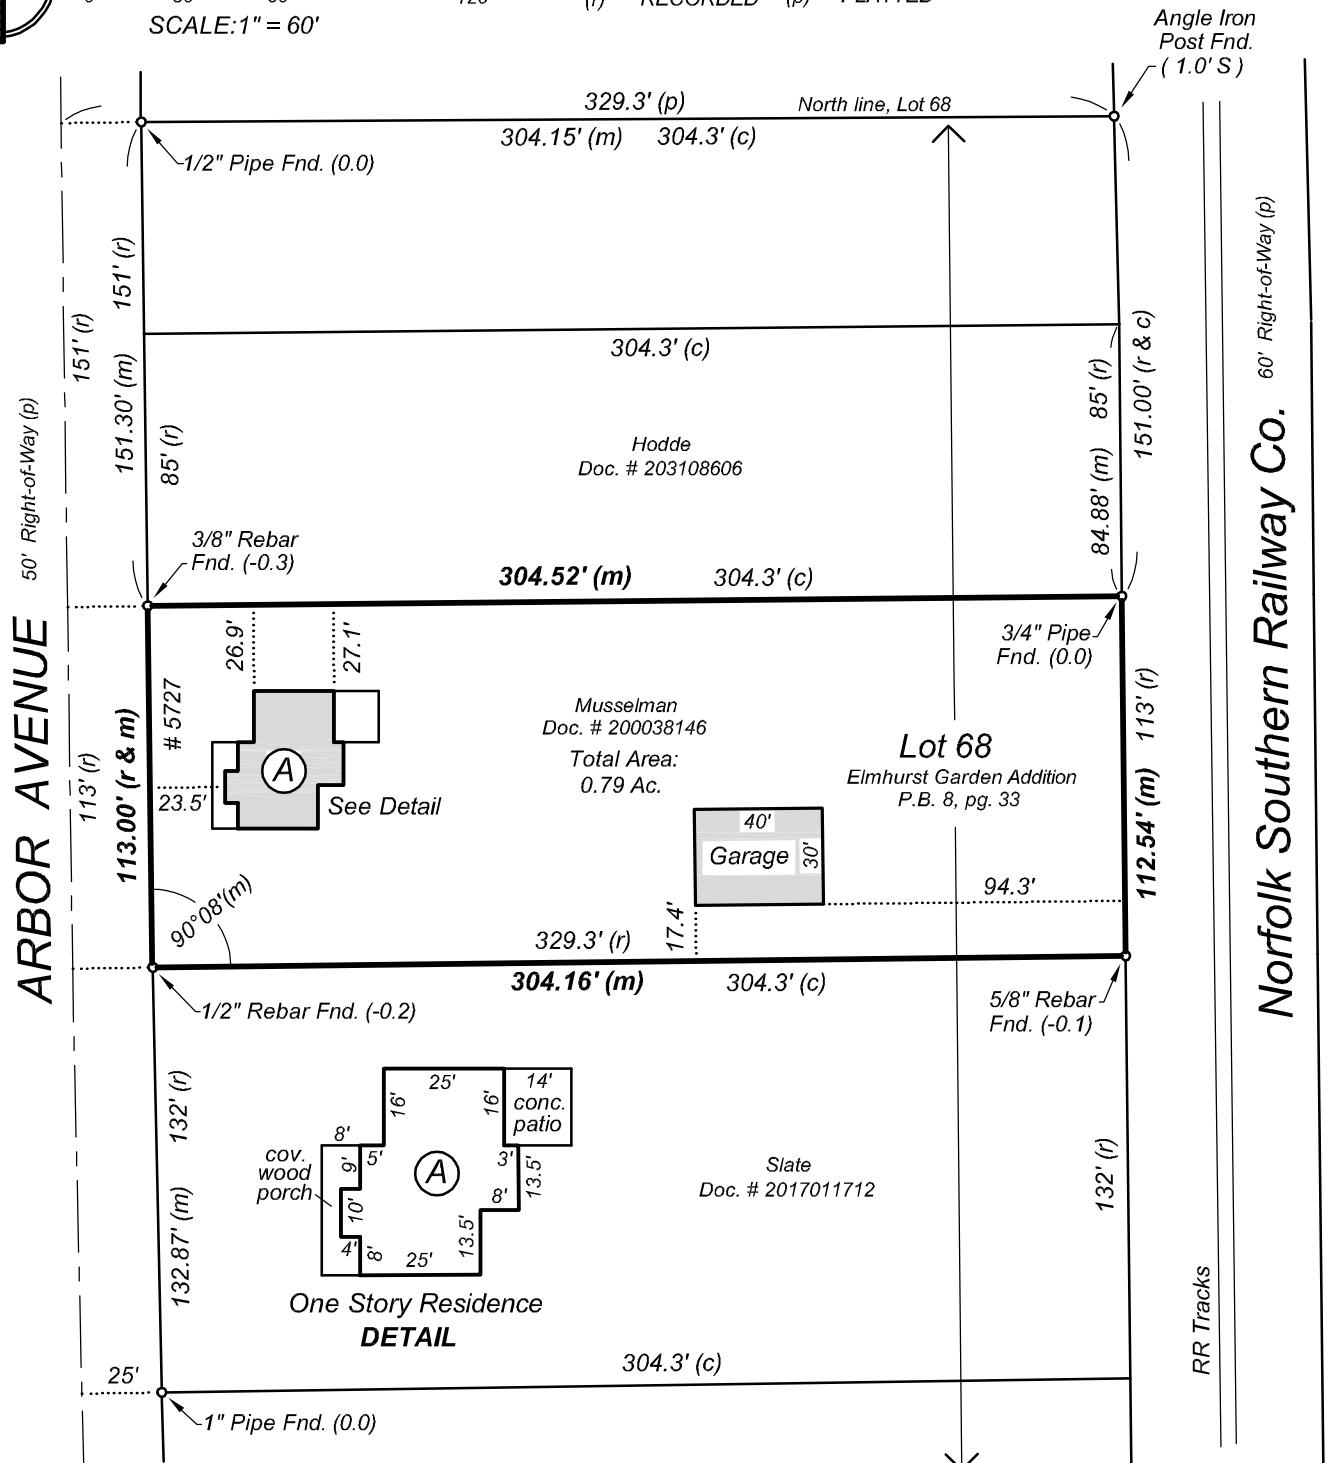 SCALE:1" = 60'
(r) RECORDED (p) PLATTED
Angle Iron
Post Fnd.
( 1.0' S )
329.3' (p)
North line, Lot 68
304.15' (m) 304.3' (c)
1/2" Pipe Fnd. (0.0)
151' (r)
151' (r)
151.30' (m)
304.3' (c)
85' (r)
85' (r)
84.88' (m)
151.00' (r & c)
60' Right-of-Way (p)
Norfolk Southern Railway Co.
50' Right-of-Way (p)
ARBOR AVENUE
Hodde
Doc. # 203108606
3/8" Rebar
Fnd. (-0.3)
304.52' (m) 304.3' (c)
3/4" Pipe
Fnd. (0.0)
26.9'
27.1'
# 5727
113' (r)
113.00' (r & m)
A
23.5'
See Detail
Musselman
Doc. # 200038146
Total Area:
0.79 Ac.
Lot 68
Elmhurst Garden Addition
P.B. 8, pg. 33
113' (r)
112.54' (m)
40'
Garage
30'
94.3'
17.4'
90°08'(m)
329.3' (r)
304.16' (m) 304.3' (c)
1/2" Rebar Fnd. (-0.2)
5/8" Rebar
Fnd. (-0.1)
132' (r)
132.87' (m)
25'
14'
conc.
patio
16'
16'
8'
5'
3'
cov.
wood
porch
9'
A
13.5'
8'
10'
4'
8'
25'
13.5'
One Story Residence
DETAIL
Slate
Doc. # 2017011712
132' (r)
RR Tracks
304.3' (c)
25'
1" Pipe Fnd. (0.0)